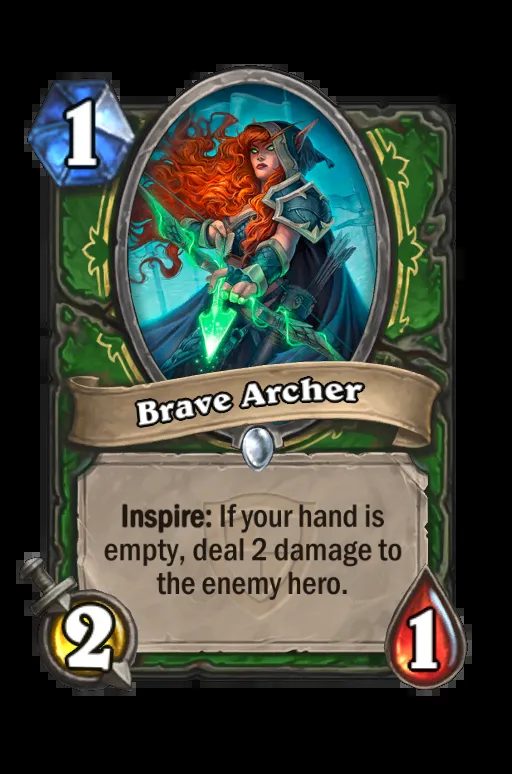 1
Brave Archer
Inspire: If your hand is
empty, deal 2 damage to
the enemy hero.
2
1